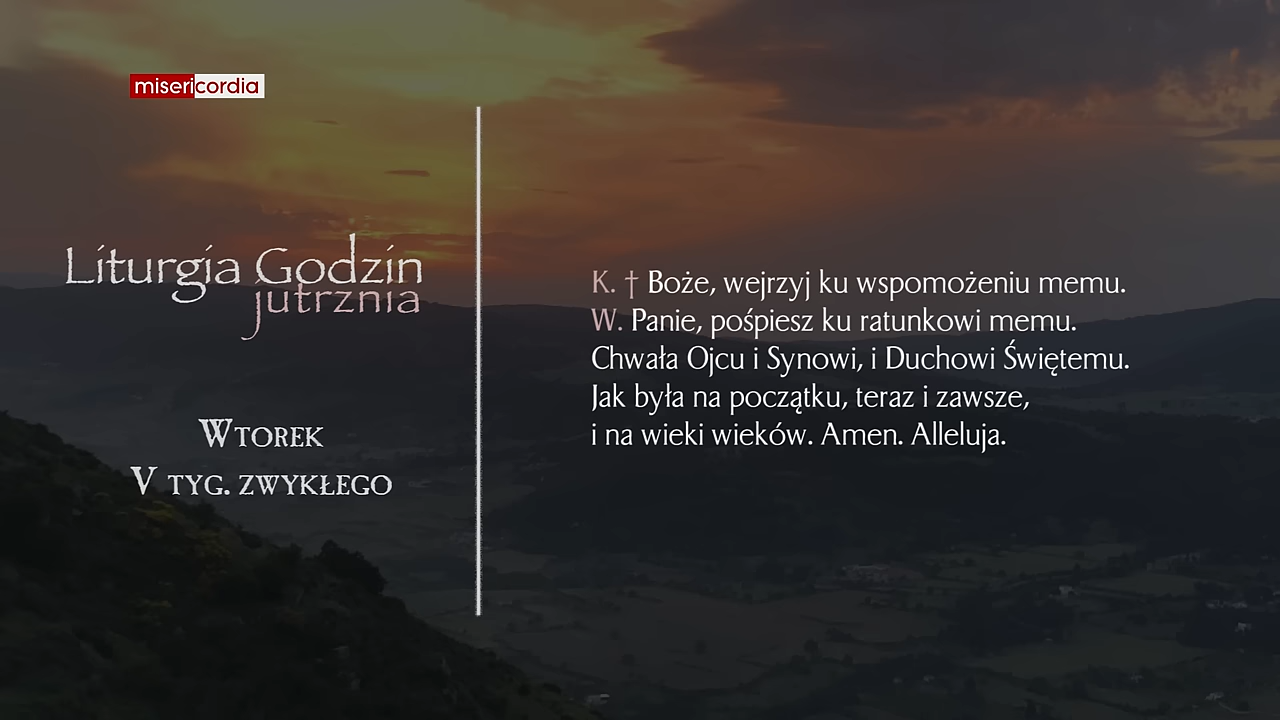 misericordia
Liturgia Godzin
jutrznia
Wtorek
V tyg. zwykłego
K. † Boże, wejrzyj ku wspomożeniu memu.
W. Panie, pośpiesz ku ratunkowi memu.
Chwała Ojcu i Synowi, i Duchowi Świętemu.
Jak była na początku, teraz i zawsze,
i na wieki wieków. Amen. Alleluja.